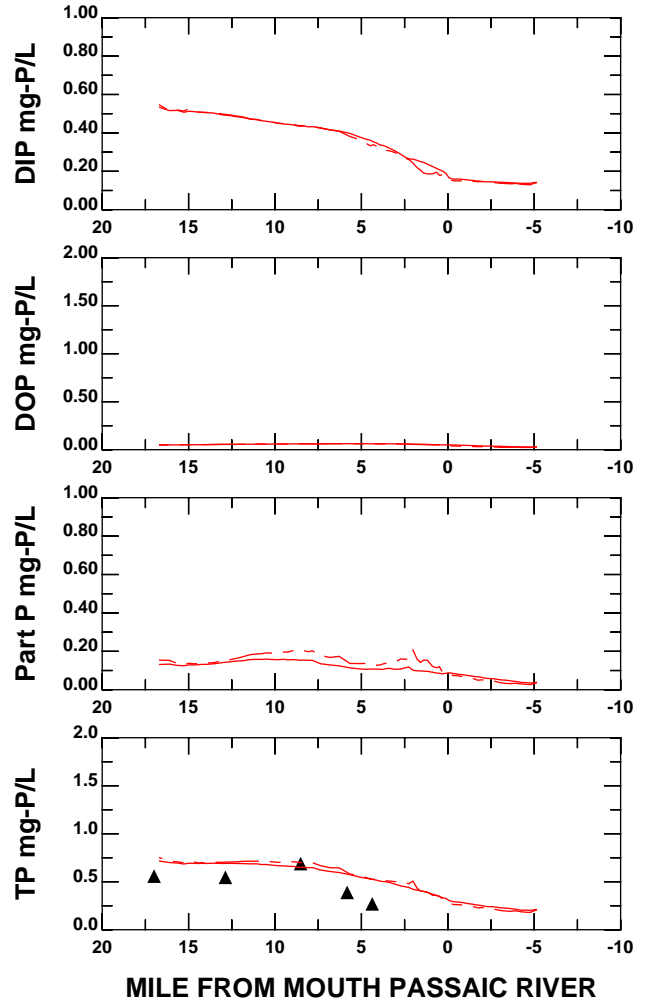 DIP mg-P/L
1.00
0.80
0.60
0.40
0.20
0.00
20 15 10 5 0 -5 -10
DOP mg-P/L
2.00
1.50
1.00
0.50
0.00
20 15 10 5 0 -5 -10
Part P mg-P/L
1.00
0.80
0.60
0.40
0.20
0.00
20 15 10 5 0 -5 -10
TP mg-P/L
2.0
1.5
1.0
0.5
0.0
20 15 10 5 0 -5 -10
MILE FROM MOUTH PASSAIC RIVER